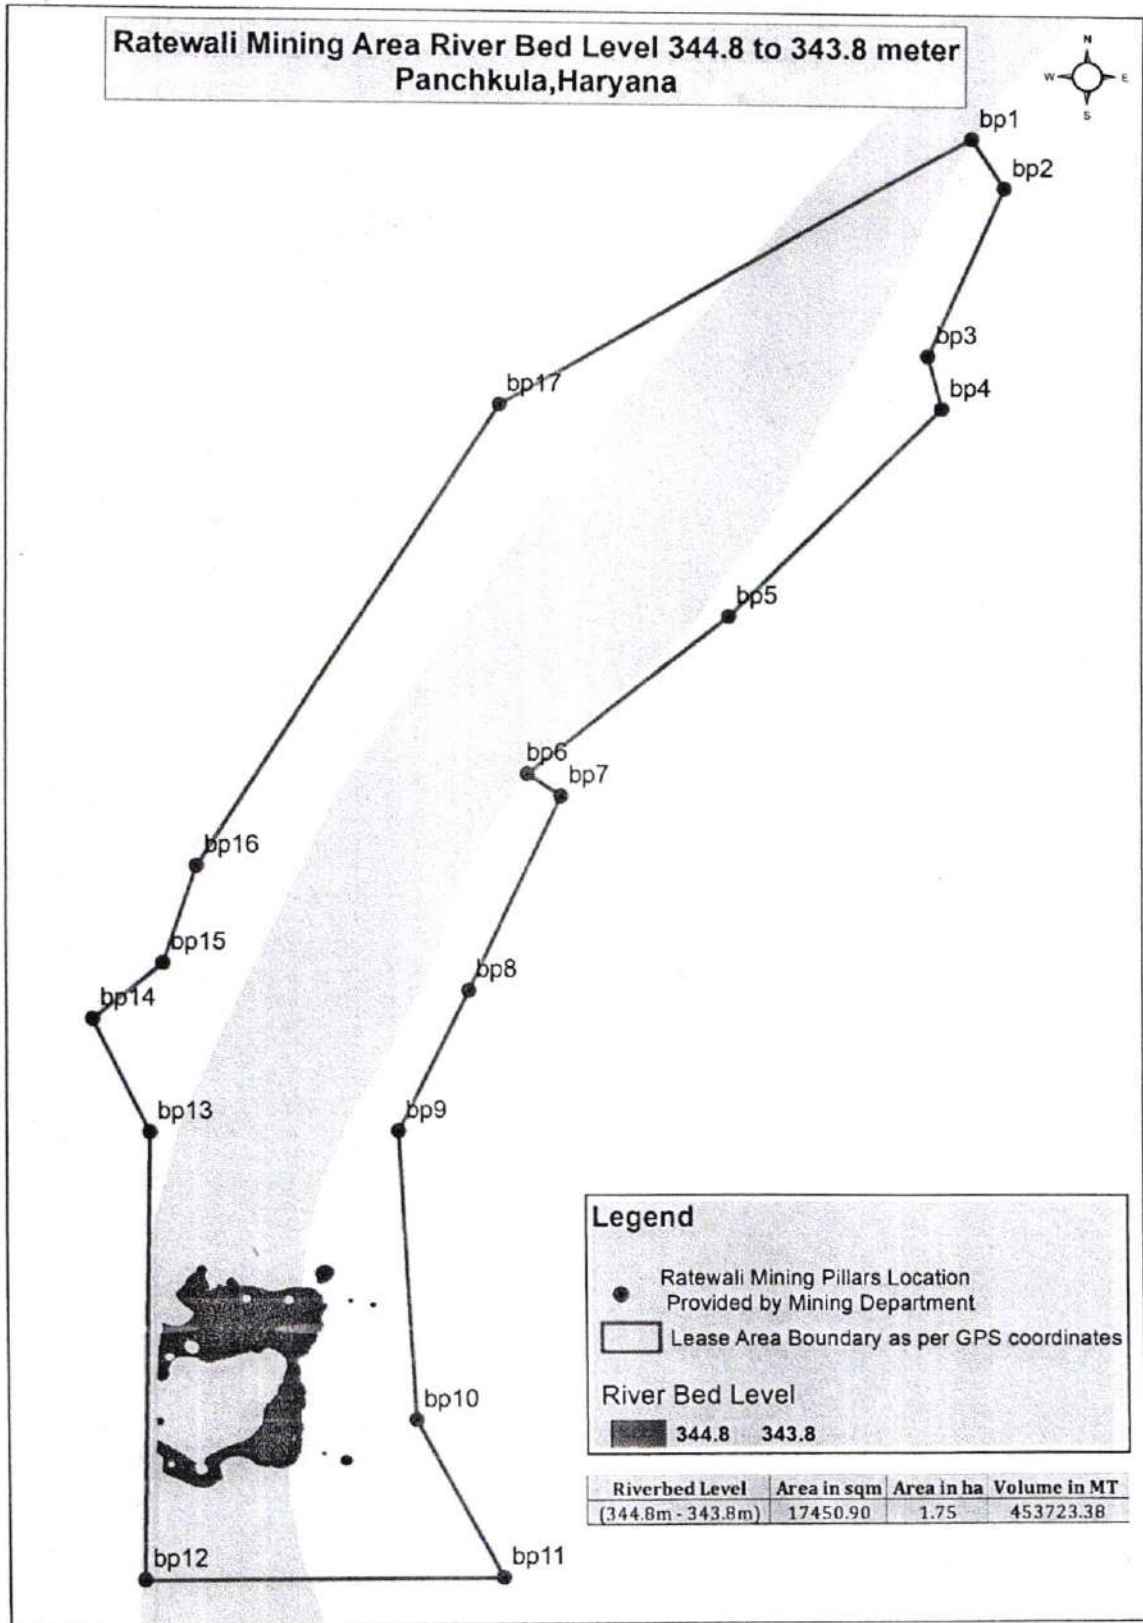 Ratewali Mining Area River Bed Level 344.8 to 343.8 meter
Panchkula,Haryana
N
W E
S
bp1
bp2
bp3
bp17
bp4
bp5
bp6
bp7
bp16
bp15
bp8
bp14
bp13
bp9
Legend
Ratewali Mining Pillars Location
Provided by Mining Department
Lease Area Boundary as per GPS coordinates
River Bed Level
344.8 343.8
bp10
Riverbed Level Area in sqm Area in ha Volume in MT
(344.8m - 343.8m) 17450.90 1.75 453723.38
bp12
bp11